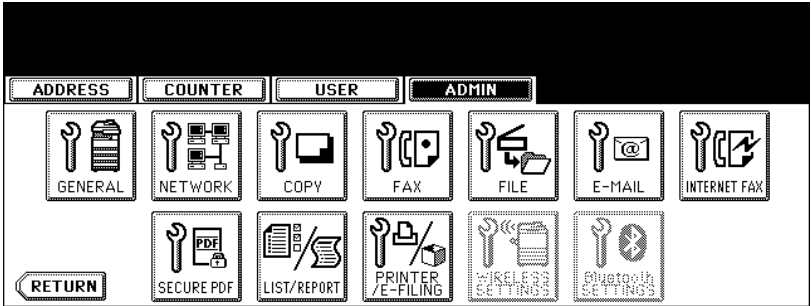 ADDRESS
COUNTER
USER
ADMIN
GENERAL
NETWORK
COPY
FAX
FILE
@
E-MAIL
INTERNET FAX
PDF
SECURE PDF
LIST/REPORT
PRINTER
/E-FILING
WIRELESS
SETTINGS
Bluetooth
SETTINGS
RETURN